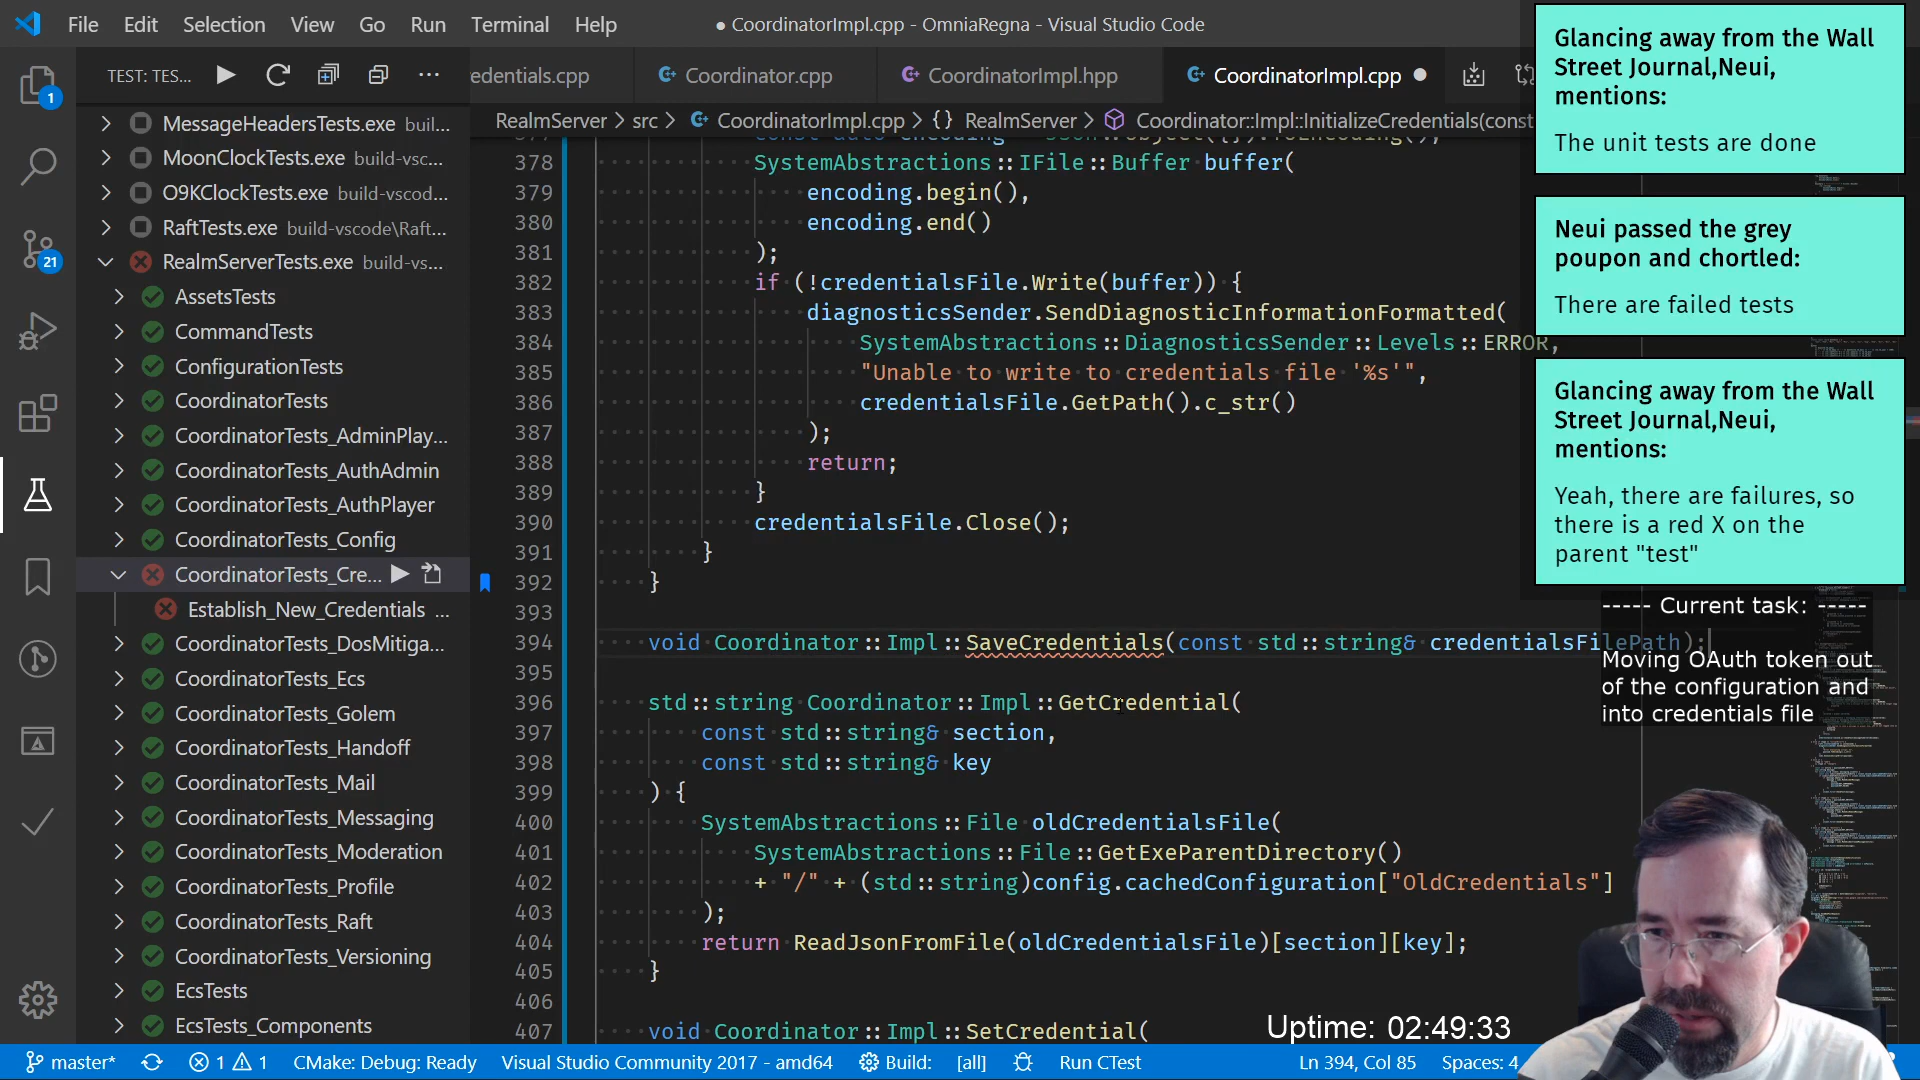 File Edit Selection View Go Run Terminal Help
● CoordinatorImpl.cpp - OmniaRegna - Visual Studio Code
TEST: TES...
edentials.cpp
Coordinator.cpp
CoordinatorImpl.hpp
CoordinatorImpl.cpp
RealmServer > src > CoordinatorImpl.cpp > {} RealmServer > Coordinator::Impl::InitializeCredentials(const
1
21
MessageHeadersTests.exe buil...
MoonClockTests.exe build-vsc...
O9KClockTests.exe build-vscod...
RaftTests.exe build-vscode\Raft...
RealmServerTests.exe build-vs...
AssetsTests
CommandTests
ConfigurationTests
CoordinatorTests
CoordinatorTests_AdminPlay...
CoordinatorTests_AuthAdmin
CoordinatorTests_AuthPlayer
CoordinatorTests_Config
CoordinatorTests_Cre...
Establish_New_Credentials ...
CoordinatorTests_DosMitiga...
CoordinatorTests_Ecs
CoordinatorTests_Golem
CoordinatorTests_Handoff
CoordinatorTests_Mail
CoordinatorTests_Messaging
CoordinatorTests_Moderation
CoordinatorTests_Profile
CoordinatorTests_Raft
CoordinatorTests_Versioning
EcsTests
EcsTests_Components
378 SystemAbstractions::IFile::Buffer buffer(
379 encoding.begin(),
380 encoding.end()
381 );
382 if (!credentialsFile.Write(buffer)) {
383 diagnosticsSender.SendDiagnosticInformationFormatted(
384 SystemAbstractions::DiagnosticsSender::Levels::ERROR,
385 "Unable to write to credentials file '%s'",
386 credentialsFile.GetPath().c_str()
387 );
388 return;
389 }
390 credentialsFile.Close();
391 }
392 }
393
394 void Coordinator::Impl::SaveCredentials(const std::string& credentialsFilePath);
395
396 std::string Coordinator::Impl::GetCredential(
397 const std::string& section,
398 const std::string& key
399 ) {
400 SystemAbstractions::File oldCredentialsFile(
401 SystemAbstractions::File::GetExeParentDirectory()
402 + "/" + (std::string)config.cachedConfiguration["OldCredentials"]
403 );
404 return ReadJsonFromFile(oldCredentialsFile)[section][key];
405 }
406
407 void Coordinator::Impl::SetCredential(
Glancing away from the Wall
Street Journal,Neui,
mentions:
The unit tests are done
Neui passed the grey
poupon and chortled:
There are failed tests
Glancing away from the Wall
Street Journal,Neui,
mentions:
Yeah, there are failures, so
there is a red X on the
parent "test"
----- Current task: -----
Moving OAuth token out
of the configuration and
into credentials file
Uptime: 02:49:33
master* 1 1 CMake: Debug: Ready Visual Studio Community 2017 - amd64 Build: [all] Run CTest Ln 394, Col 85 Spaces: 4